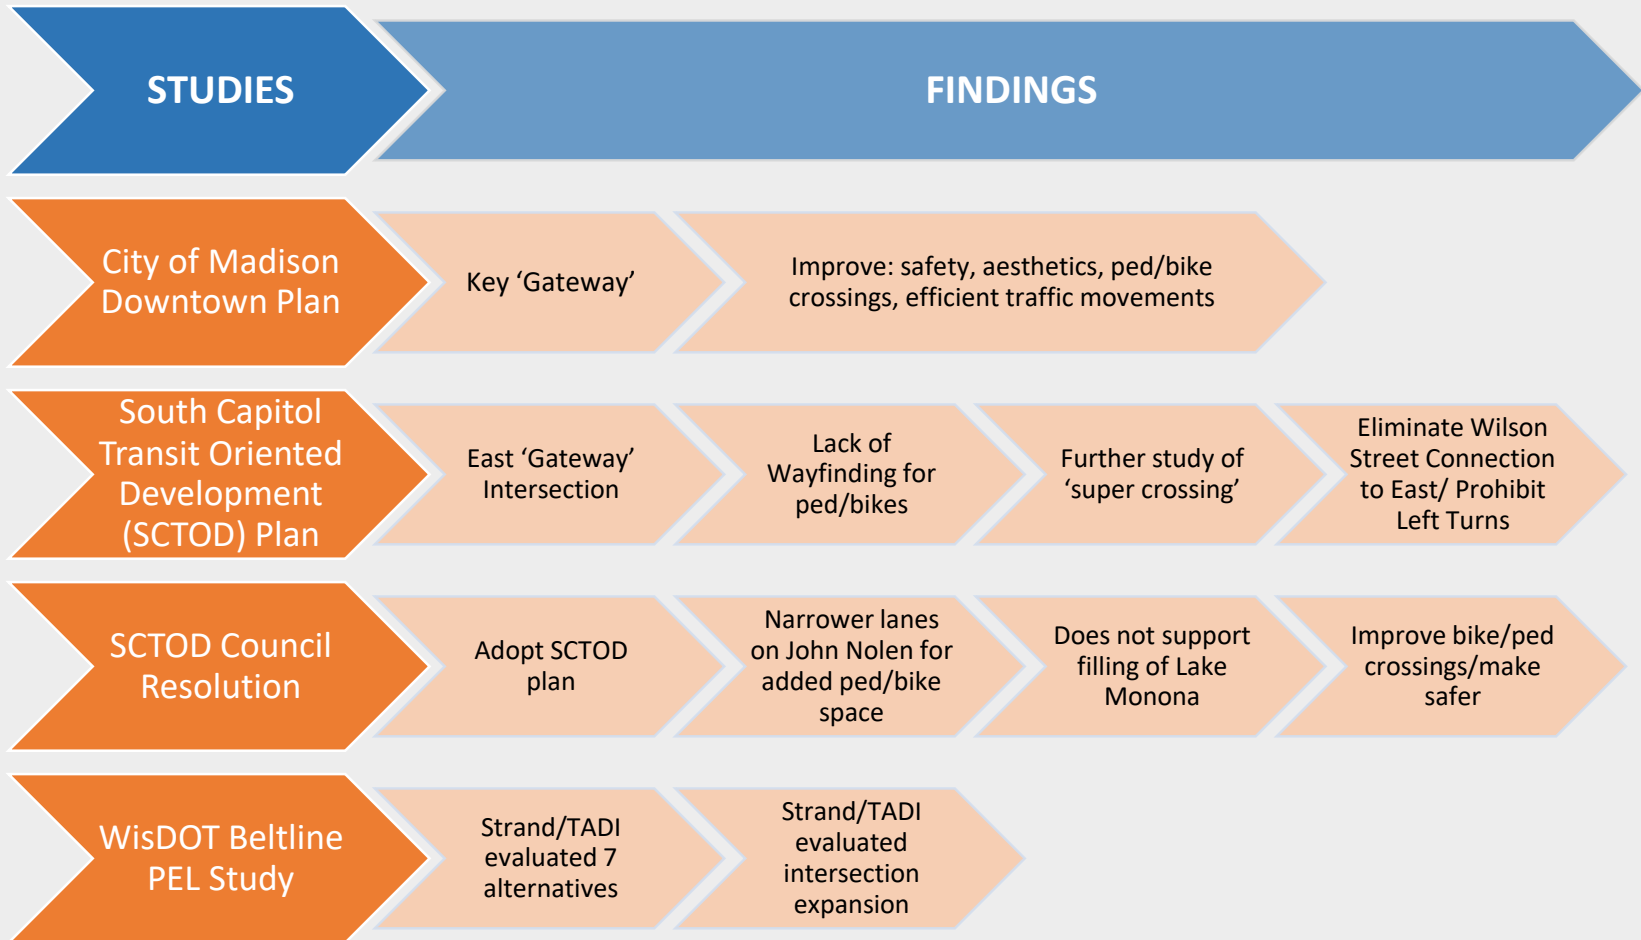 STUDIES
FINDINGS
City of Madison
Downtown Plan
Key ‘Gateway’
Improve: safety, aesthetics, ped/bike
crossings, efficient traffic movements
South Capitol
Transit Oriented
Development
(SCTOD) Plan
East ‘Gateway’
Intersection
Lack of
Wayfinding for
ped/bikes
Further study of
‘super crossing’
Eliminate Wilson
Street Connection
to East/ Prohibit
Left Turns
SCTOD Council
Resolution
Adopt SCTOD
plan
Narrower lanes
on John Nolen for
added ped/bike
space
Does not support
filling of Lake
Monona
Improve bike/ped
crossings/make
safer
WisDOT Beltline
PEL Study
Strand/TADI
evaluated 7
alternatives
Strand/TADI
evaluated
intersection
expansion